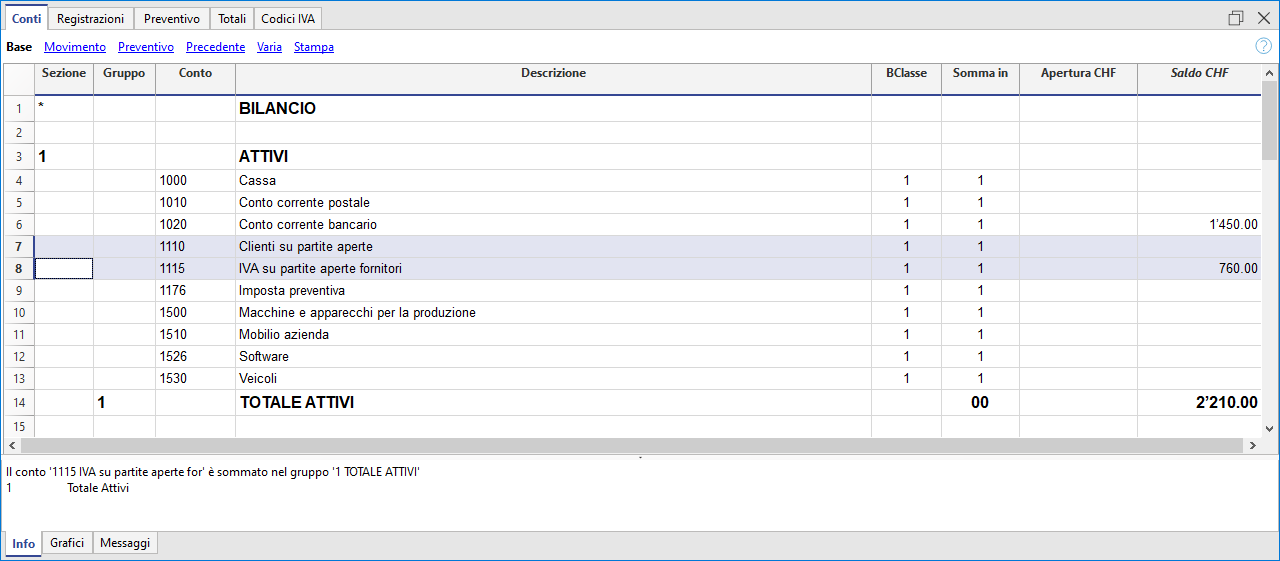 Conti Registrazioni Preventivo Totali Codici IVA
Base Movimento Preventivo Precedente Varia Stampa ?
Sezione Gruppo Conto Descrizione BClasse Somma in Apertura CHF Saldo CHF
1 * BILANCIO
2
3 1 ATTIVI
4 1000 Cassa 1 1
5 1010 Conto corrente postale 1 1
6 1020 Conto corrente bancario 1 1 1’450.00
7 1110 Clienti su partite aperte 1 1
8 1115 IVA su partite aperte fornitori 1 1 760.00
9 1176 Imposta preventiva 1 1
10 1500 Macchine e apparecchi per la produzione 1 1
11 1510 Mobilio azienda 1 1
12 1526 Software 1 1
13 1530 Veicoli 1 1
14 1 TOTALE ATTIVI 00 2’210.00
15
Il conto '1115 IVA su partite aperte for' è sommato nel gruppo '1 TOTALE ATTIVI'
1 Totale Attivi
Info Grafici Messaggi